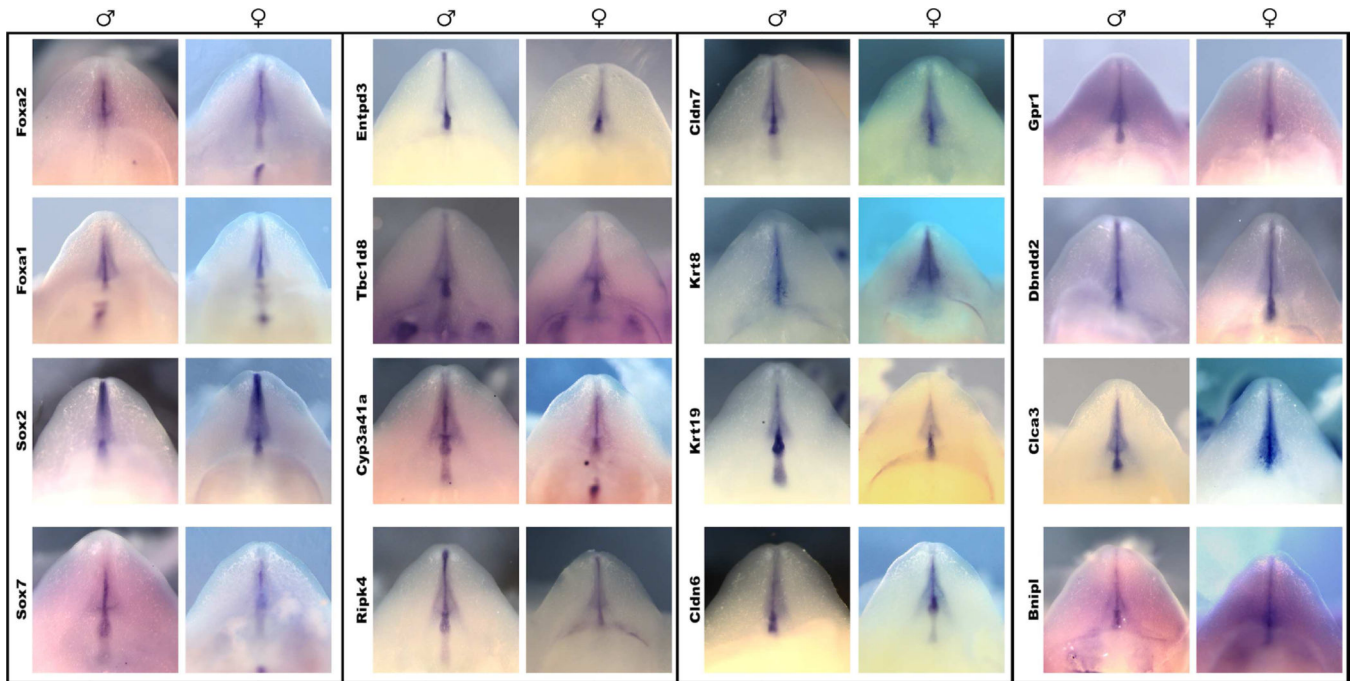 ♂ ♀ ♂ ♀ ♂ ♀ ♂ ♀
Foxa2 Entpd3 Cldn7 Gpr1
Foxa1 Tbc1d8 Krt8 Dbndd2
Sox2 Cyp3a41a Krt19 Clca3
Sox7 Ripk4 Cldn6 Bnipl